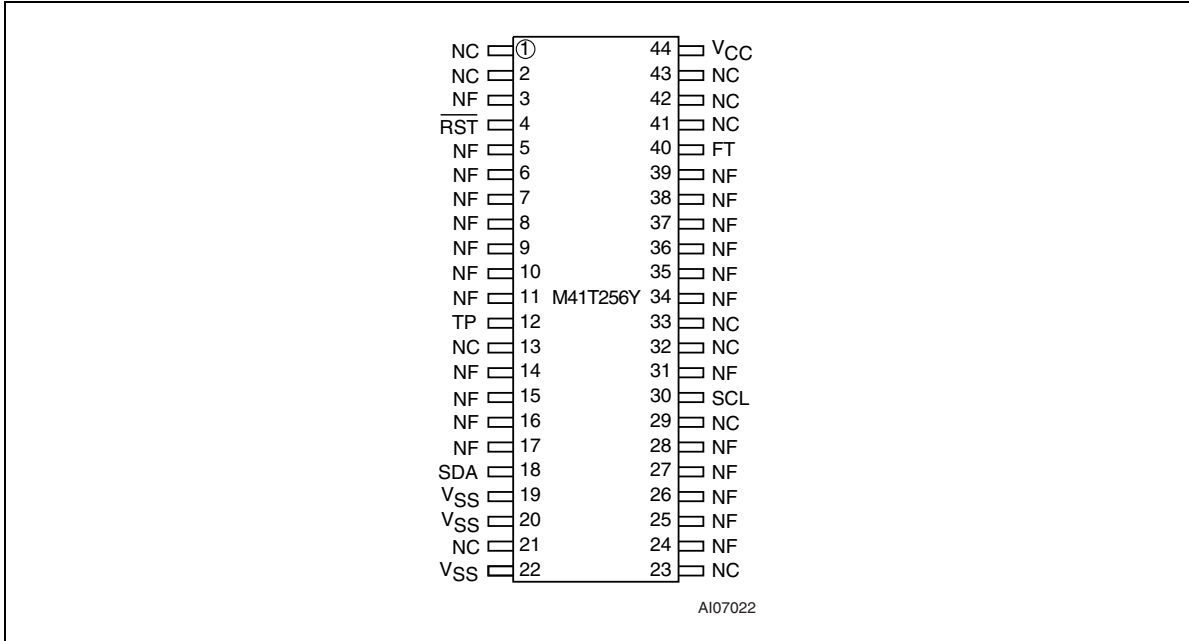 NC 1 44 VCC
NC 2 43 NC
NF 3 42 NC
RST 4 41 NC
NF 5 40 FT
NF 6 39 NF
NF 7 38 NF
NF 8 37 NF
NF 9 36 NF
NF 10 35 NF
NF 11 M41T256Y 34 NF
TP 12 33 NC
NC 13 32 NC
NF 14 31 NF
NF 15 30 SCL
NF 16 29 NC
NF 17 28 NF
SDA 18 27 NF
VSS 19 26 NF
VSS 20 25 NF
NC 21 24 NF
VSS 22 23 NC
AI07022